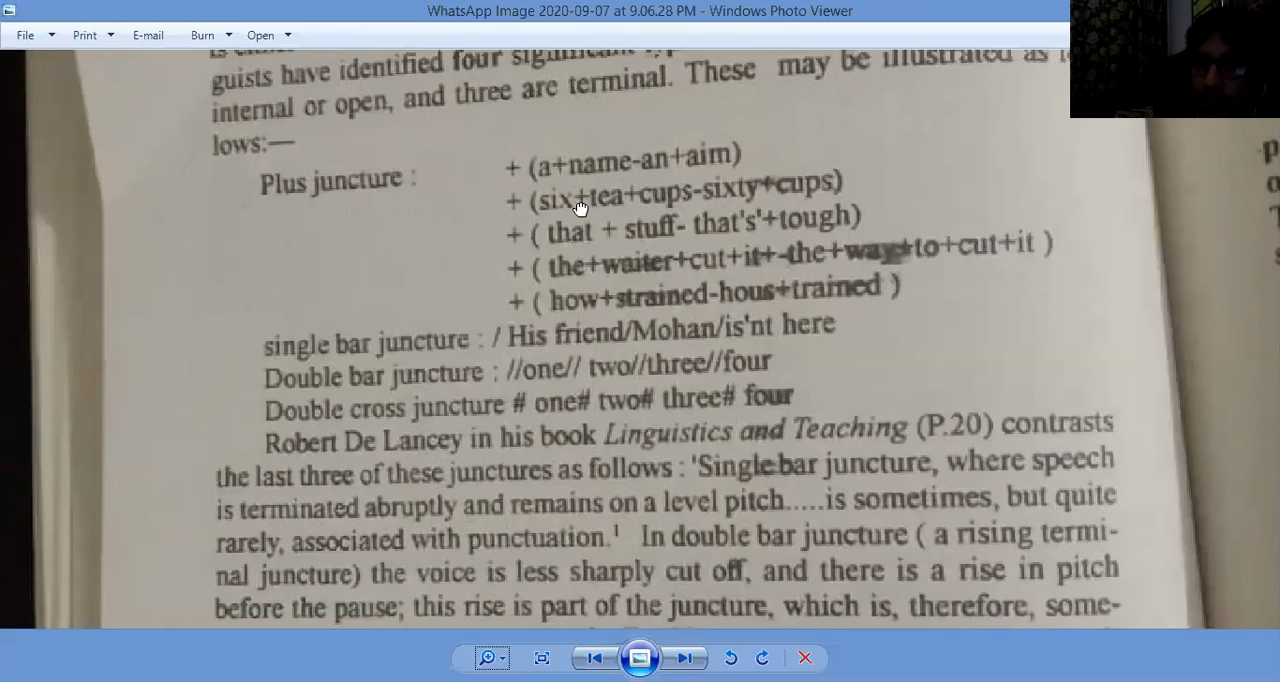 WhatsApp Image 2020-09-07 at 9.06.28 PM - Windows Photo Viewer
File Print E-mail Burn Open
guists have identified four significant
internal or open, and three are terminal. These may be illustrated as
lows:—
Plus juncture : + (a+name-an+aim)
+ (six+tea+cups-sixty+cups)
+ ( that + stuff- that's'+tough)
+ ( the+waiter+cut+it+-the+way+to+cut+it )
+ ( how+strained-hous+trained )
single bar juncture : / His friend/Mohan/is'nt here
Double bar juncture : //one// two//three//four
Double cross juncture # one# two# three# four
Robert De Lancey in his book Linguistics and Teaching (P.20) contrasts
the last three of these junctures as follows : 'Single bar juncture, where speech
is terminated abruptly and remains on a level pitch.....is sometimes, but quite
rarely, associated with punctuation.¹ In double bar juncture ( a rising termi-
nal juncture) the voice is less sharply cut off, and there is a rise in pitch
before the pause; this rise is part of the juncture, which is, therefore, some-